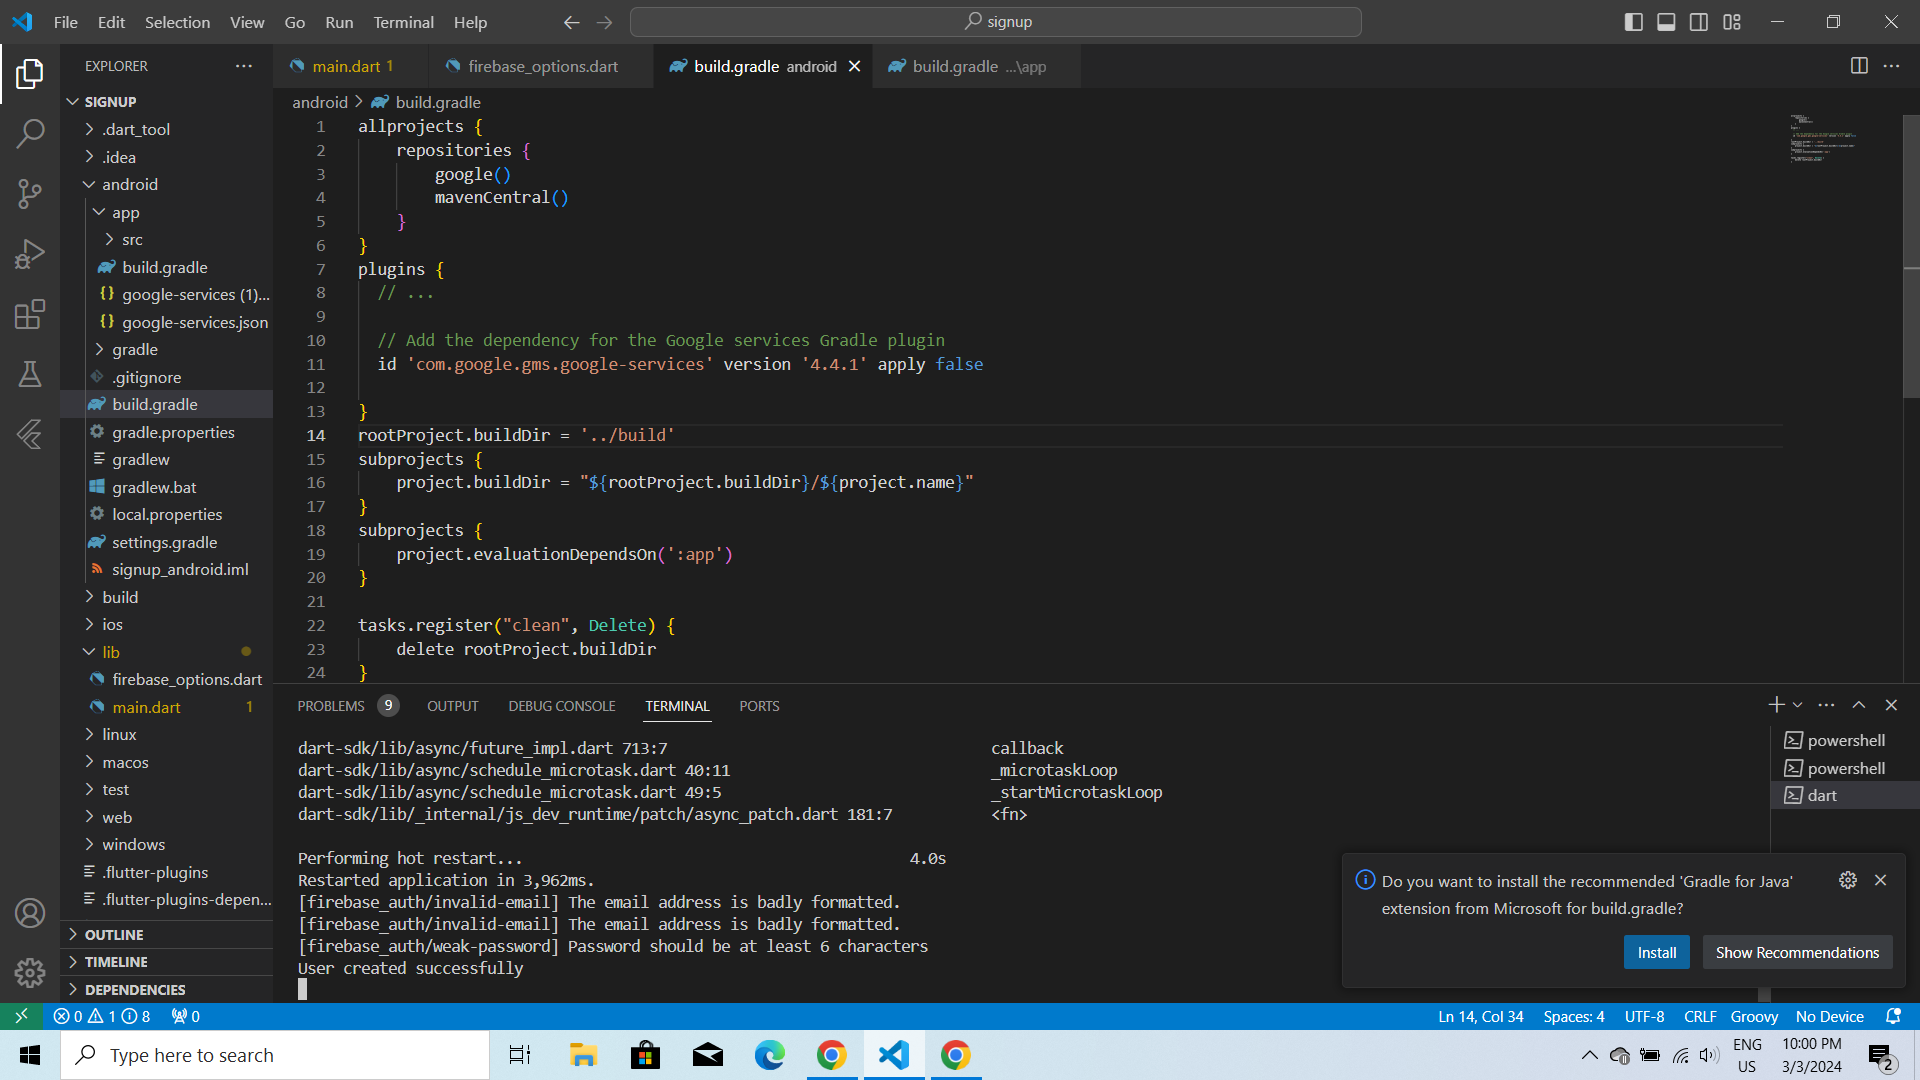 File Edit Selection View Go Run Terminal Help
signup
EXPLORER
main.dart 1
firebase_options.dart
build.gradle android
build.gradle ...\app
SIGNUP
.dart_tool
.idea
android
app
src
build.gradle
google-services (1)...
google-services.json
gradle
.gitignore
build.gradle
gradle.properties
gradlew
gradlew.bat
local.properties
settings.gradle
signup_android.iml
build
ios
lib
firebase_options.dart
main.dart 1
linux
macos
test
web
windows
.flutter-plugins
.flutter-plugins-depen...
OUTLINE
TIMELINE
DEPENDENCIES
android > build.gradle
1 allprojects {
2 repositories {
3 google()
4 mavenCentral()
5 }
6 }
7 plugins {
8 // ...
9
10 // Add the dependency for the Google services Gradle plugin
11 id 'com.google.gms.google-services' version '4.4.1' apply false
12
13 }
14 rootProject.buildDir = '../build'
15 subprojects {
16 project.buildDir = "${rootProject.buildDir}/${project.name}"
17 }
18 subprojects {
19 project.evaluationDependsOn(':app')
20 }
21
22 tasks.register("clean", Delete) {
23 delete rootProject.buildDir
24 }
PROBLEMS 9 OUTPUT DEBUG CONSOLE TERMINAL PORTS
dart-sdk/lib/async/future_impl.dart 713:7 callback
dart-sdk/lib/async/schedule_microtask.dart 40:11 _microtaskLoop
dart-sdk/lib/async/schedule_microtask.dart 49:5 _startMicrotaskLoop
dart-sdk/lib/_internal/js_dev_runtime/patch/async_patch.dart 181:7 <fn>
Performing hot restart... 4.0s
Restarted application in 3,962ms.
[firebase_auth/invalid-email] The email address is badly formatted.
[firebase_auth/invalid-email] The email address is badly formatted.
[firebase_auth/weak-password] Password should be at least 6 characters
User created successfully
powershell
powershell
dart
Do you want to install the recommended 'Gradle for Java'
extension from Microsoft for build.gradle?
Install Show Recommendations
0 1 8 0
Ln 14, Col 34 Spaces: 4 UTF-8 CRLF Groovy No Device
Type here to search
ENG
US
10:00 PM
3/3/2024
2